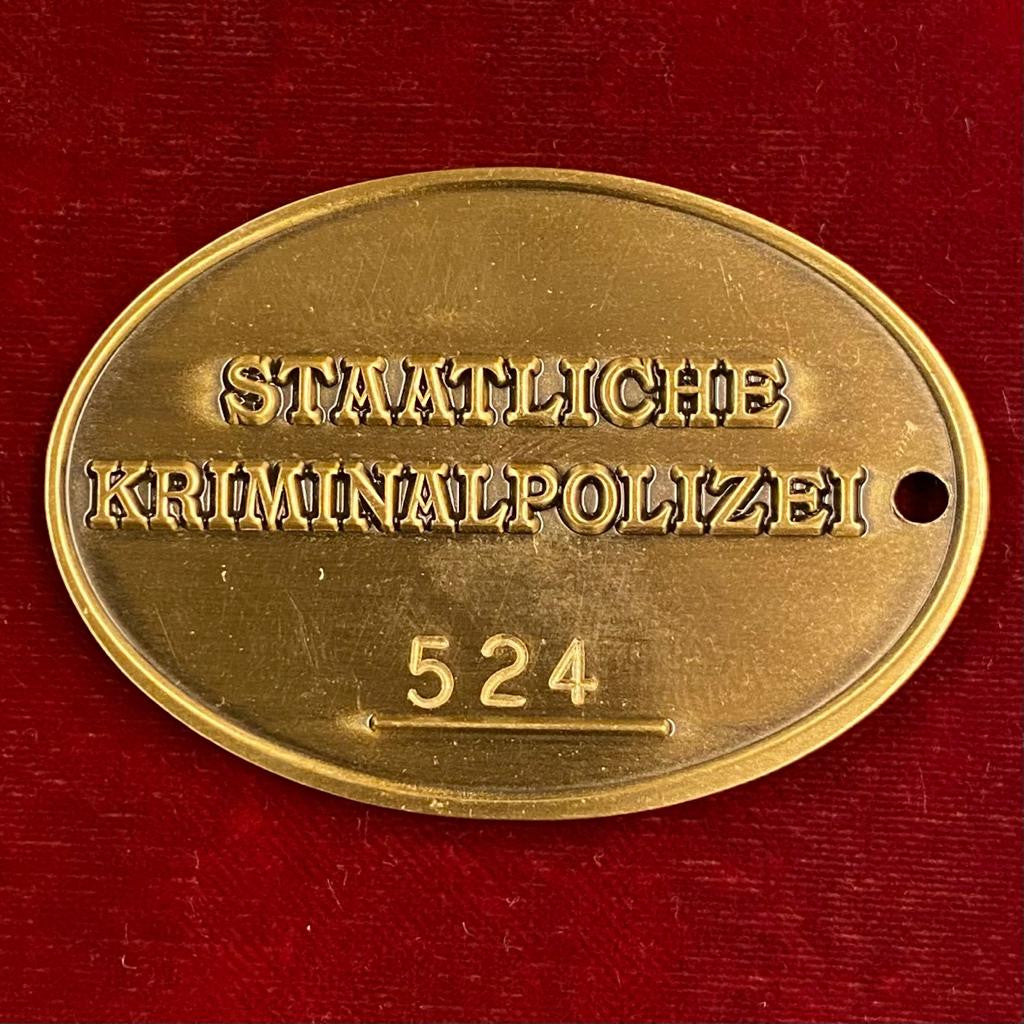 STAATLICHE
KRIMINALPOLIZEI
524